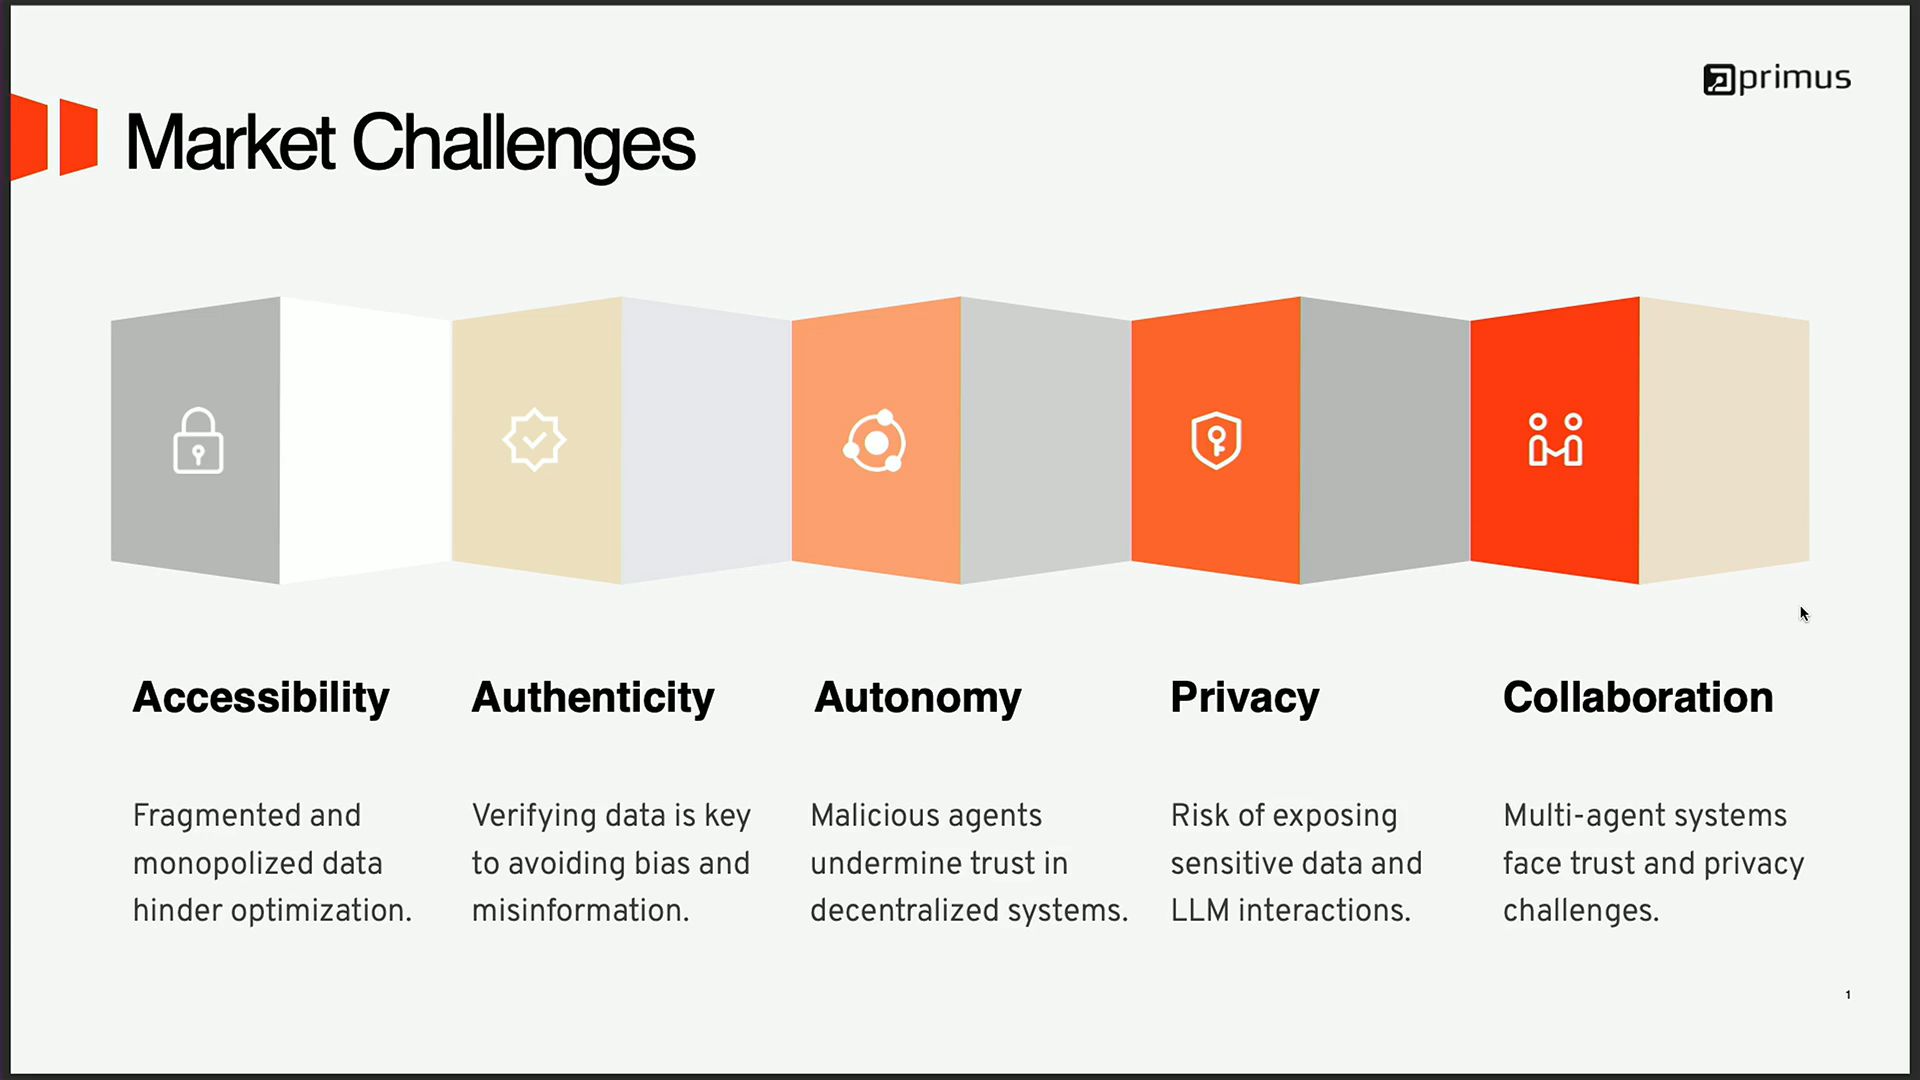 primus
Market Challenges
Accessibility
Fragmented and
monopolized data
hinder optimization.
Authenticity
Verifying data is key
to avoiding bias and
misinformation.
Autonomy
Malicious agents
undermine trust in
decentralized systems.
Privacy
Risk of exposing
sensitive data and
LLM interactions.
Collaboration
Multi-agent systems
face trust and privacy
challenges.
1